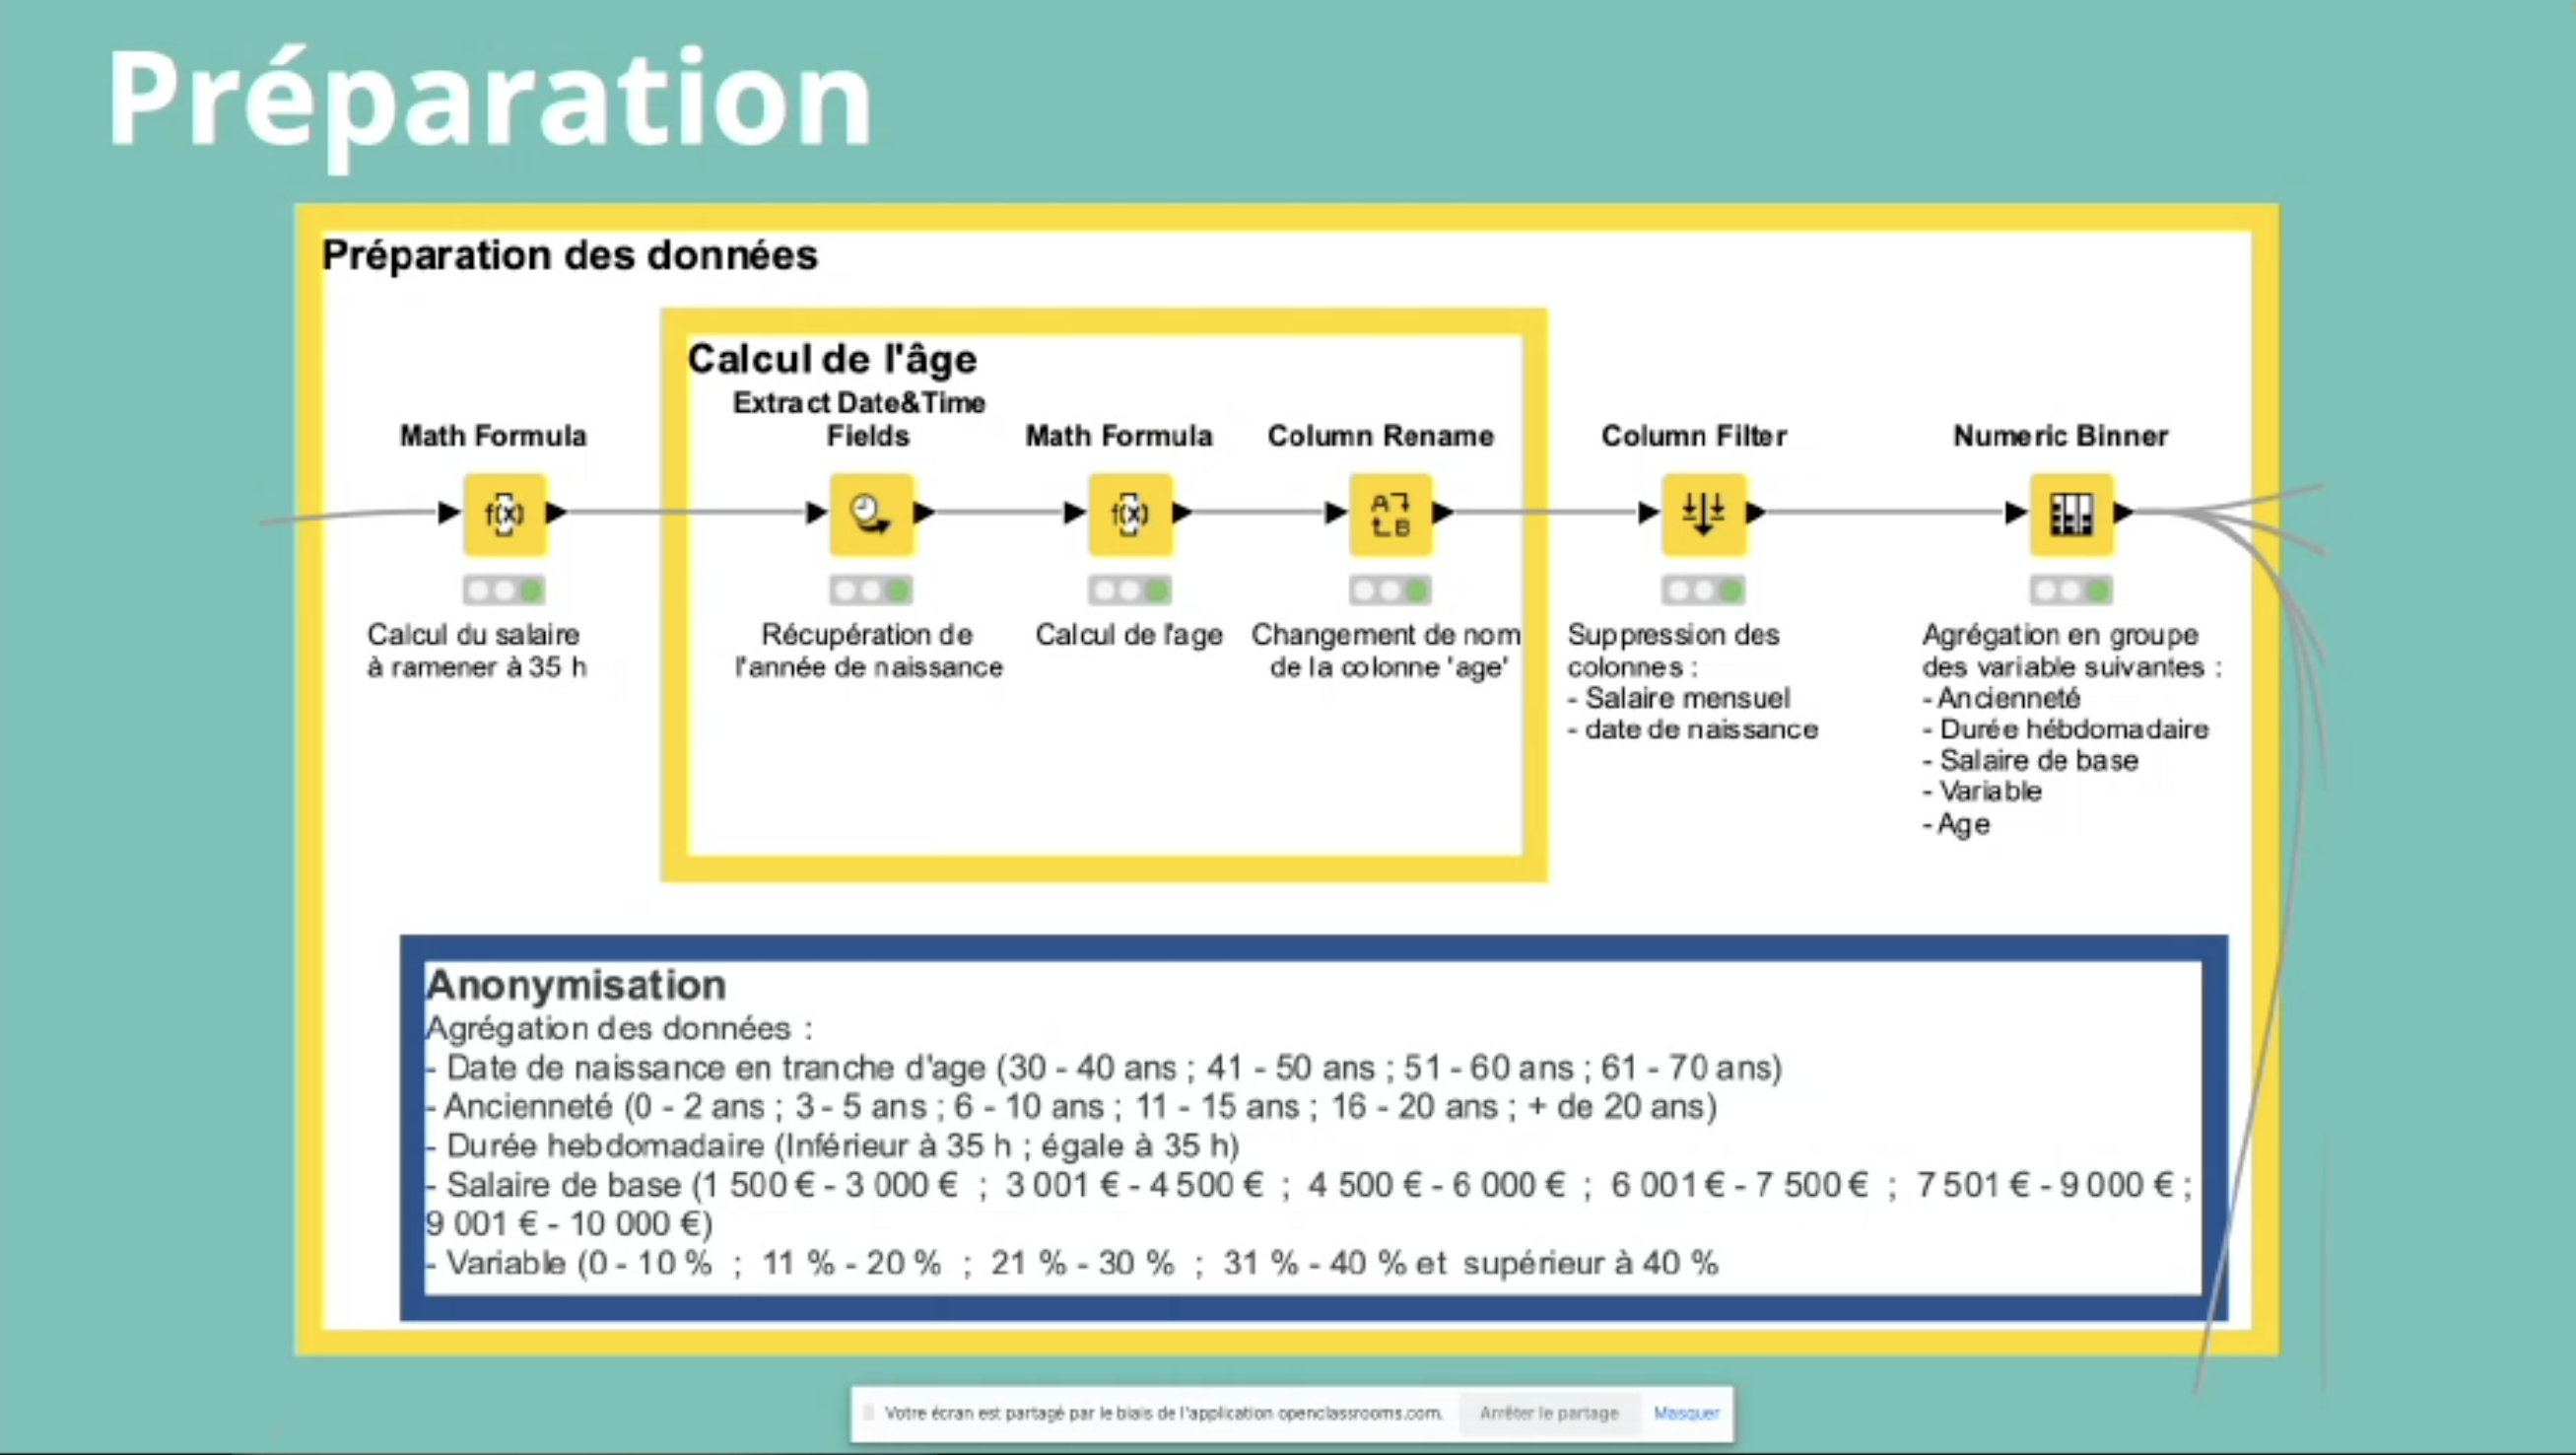 Préparation
Préparation des données
Calcul de l'âge
Math Formula
Extract Date&Time
Fields
Math Formula
Column Rename
Column Filter
Numeric Binner
Calcul du salaire
à ramener à 35 h
Récupération de
l'année de naissance
Calcul de l'age
Changement de nom
de la colonne 'age'
Suppression des
colonnes :
- Salaire mensuel
- date de naissance
Agrégation en groupe
des variable suivantes :
- Ancienneté
- Durée hébdomadaire
- Salaire de base
- Variable
- Age
Anonymisation
Agrégation des données :
- Date de naissance en tranche d'age (30 - 40 ans ; 41 - 50 ans ; 51 - 60 ans ; 61 - 70 ans)
- Ancienneté (0 - 2 ans ; 3 - 5 ans ; 6 - 10 ans ; 11 - 15 ans ; 16 - 20 ans ; + de 20 ans)
- Durée hebdomadaire (Inférieur à 35 h ; égale à 35 h)
- Salaire de base (1 500 € - 3 000 € ; 3 001 € - 4 500 € ; 4 500 € - 6 000 € ; 6 001 € - 7 500 € ; 7 501 € - 9 000 € ;
9 001 € - 10 000 €)
- Variable (0 - 10 % ; 11 % - 20 % ; 21 % - 30 % ; 31 % - 40 % et supérieur à 40 %
Votre écran est partagé par le biais de l'application openclassrooms.com. Arrêter le partage Masquer